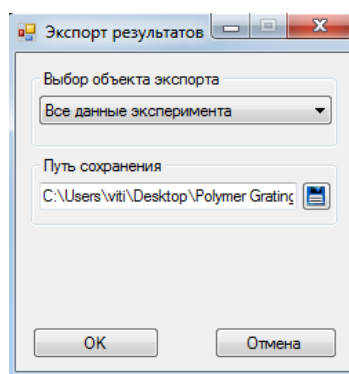 Экспорт результатов
Выбор объекта экспорта
Все данные эксперимента
Путь сохранения
C:\Users\viti\Desktop\Polymer Grating
OK
Отмена